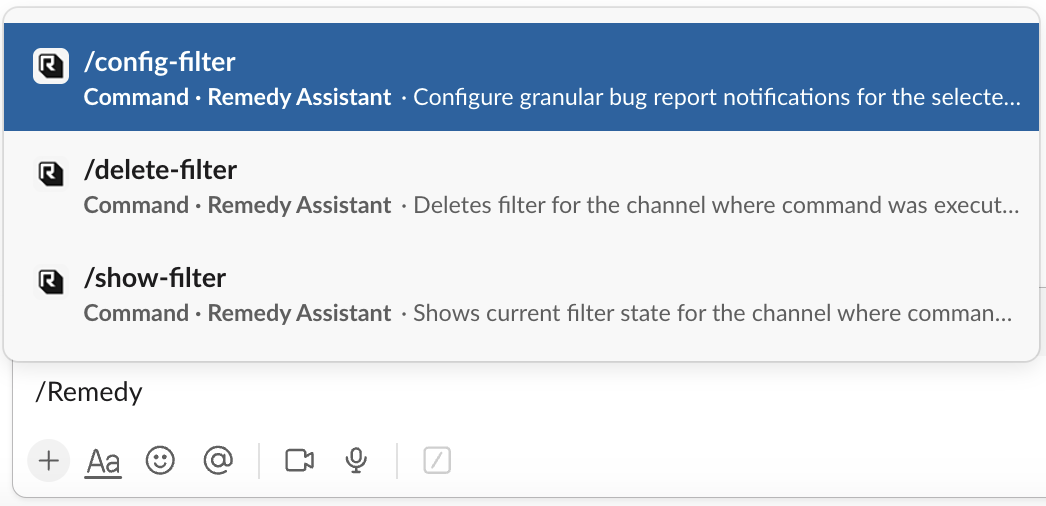 /config-filter
Command · Remedy Assistant · Configure granular bug report notifications for the selecte...
/delete-filter
Command · Remedy Assistant · Deletes filter for the channel where command was execut...
/show-filter
Command · Remedy Assistant · Shows current filter state for the channel where comman...
/Remedy
Aa